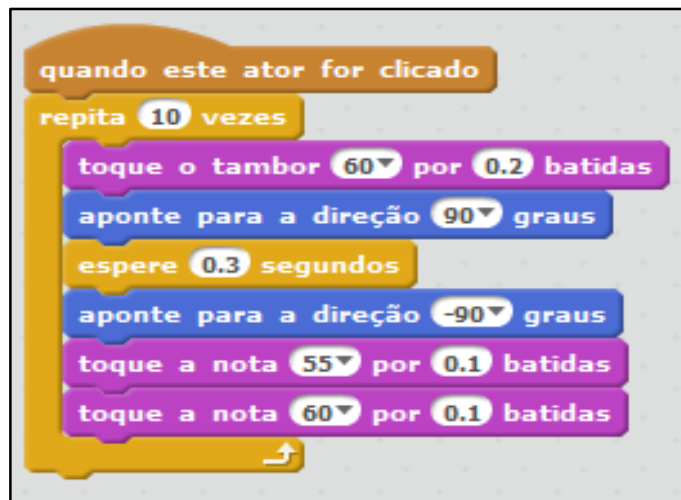 quando este ator for clicado
repita 10 vezes
toque o tambor 60 por 0.2 batidas
aponte para a direção 90 graus
espere 0.3 segundos
aponte para a direção -90 graus
toque a nota 55 por 0.1 batidas
toque a nota 60 por 0.1 batidas